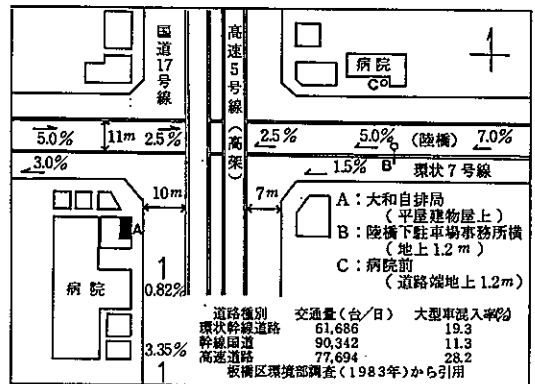 国道17号線
高速5号線(高架)
病院
C
5.0%
11m
2.5%
2.5%
5.0%
(陸橋)
7.0%
3.0%
1.5%
B
環状7号線
10m
7m
A
病院
0.82%
3.35%
A:大和自排局
(平屋建物屋上)
B:陸橋下駐車場事務所横
(地上1.2m)
C:病院前
(道路端地上1.2m)
道路種別 交通量(台/日) 大型車混入率(%)
環状幹線道路 61,686 19.3
幹線国道 90,342 11.3
高速道路 77,694 28.2
板橋区環境部調査(1983年)から引用